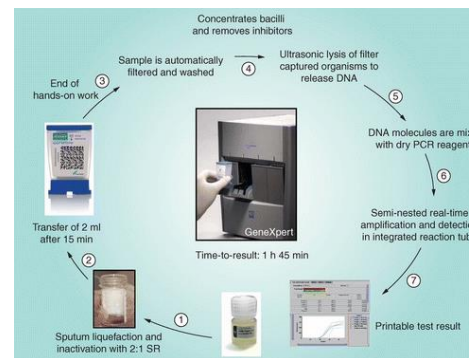 Concentrates bacilli
and removes inhibitors
3
Sample is automatically
filtered and washed
4
Ultrasonic lysis of filter
captured organisms to
release DNA
5
DNA molecules are mix
with dry PCR reagent
6
Semi-nested real-time
amplification and detectio
in integrated reaction tub
7
Printable test result
1
Sputum liquefaction and
inactivation with 2:1 SR
2
Transfer of 2 ml
after 15 min
End of
hands-on work
GeneXpert
Time-to-result: 1 h 45 min